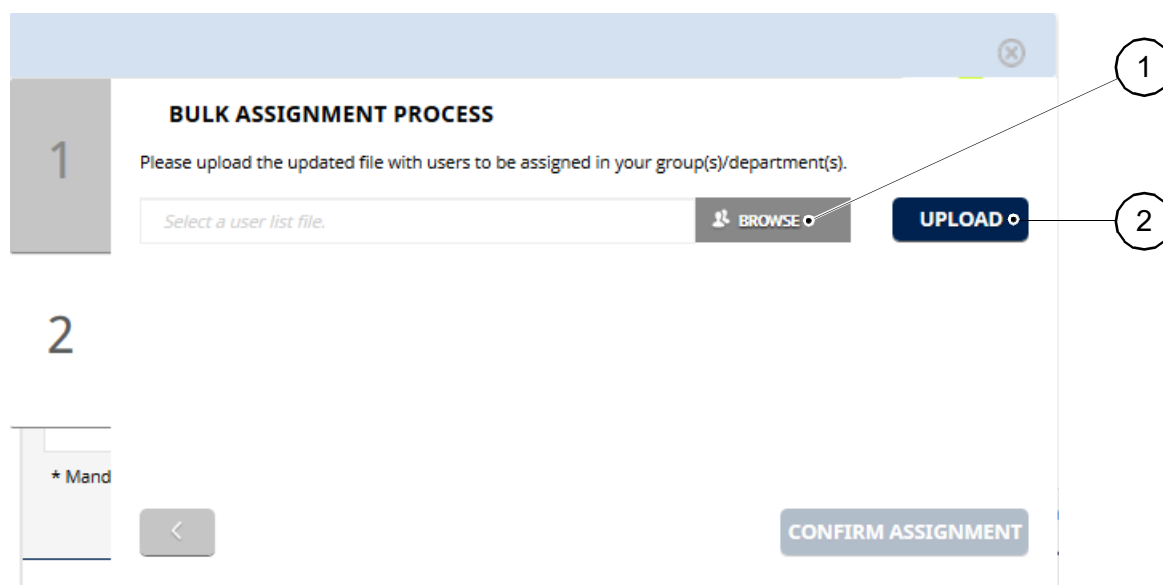 1
BULK ASSIGNMENT PROCESS
1
Please upload the updated file with users to be assigned in your group(s)/department(s).
Select a user list file.
BROWSE
UPLOAD
2
2
* Mand
CONFIRM ASSIGNMENT